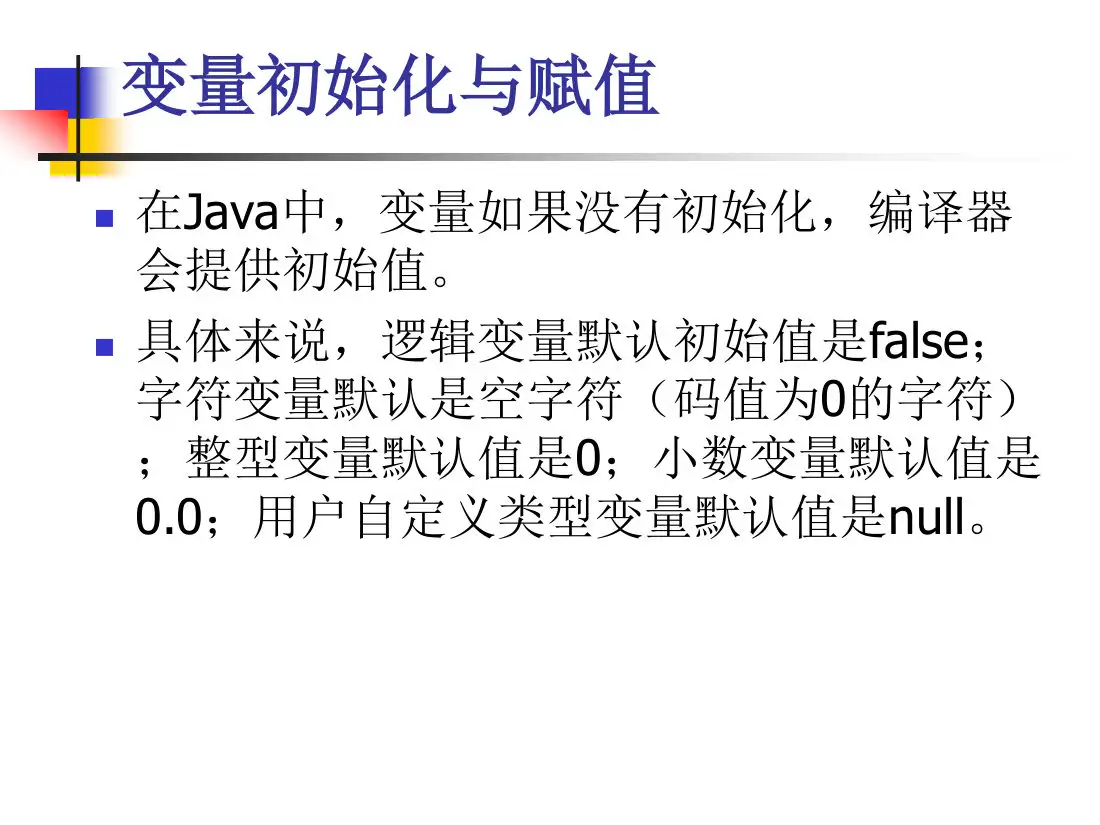 变量初始化与赋值
在Java中，变量如果没有初始化，编译器
会提供初始值。
具体来说，逻辑变量默认初始值是false；
字符变量默认是空字符（码值为0的字符）
；整型变量默认值是0；小数变量默认值是
0.0；用户自定义类型变量默认值是null。